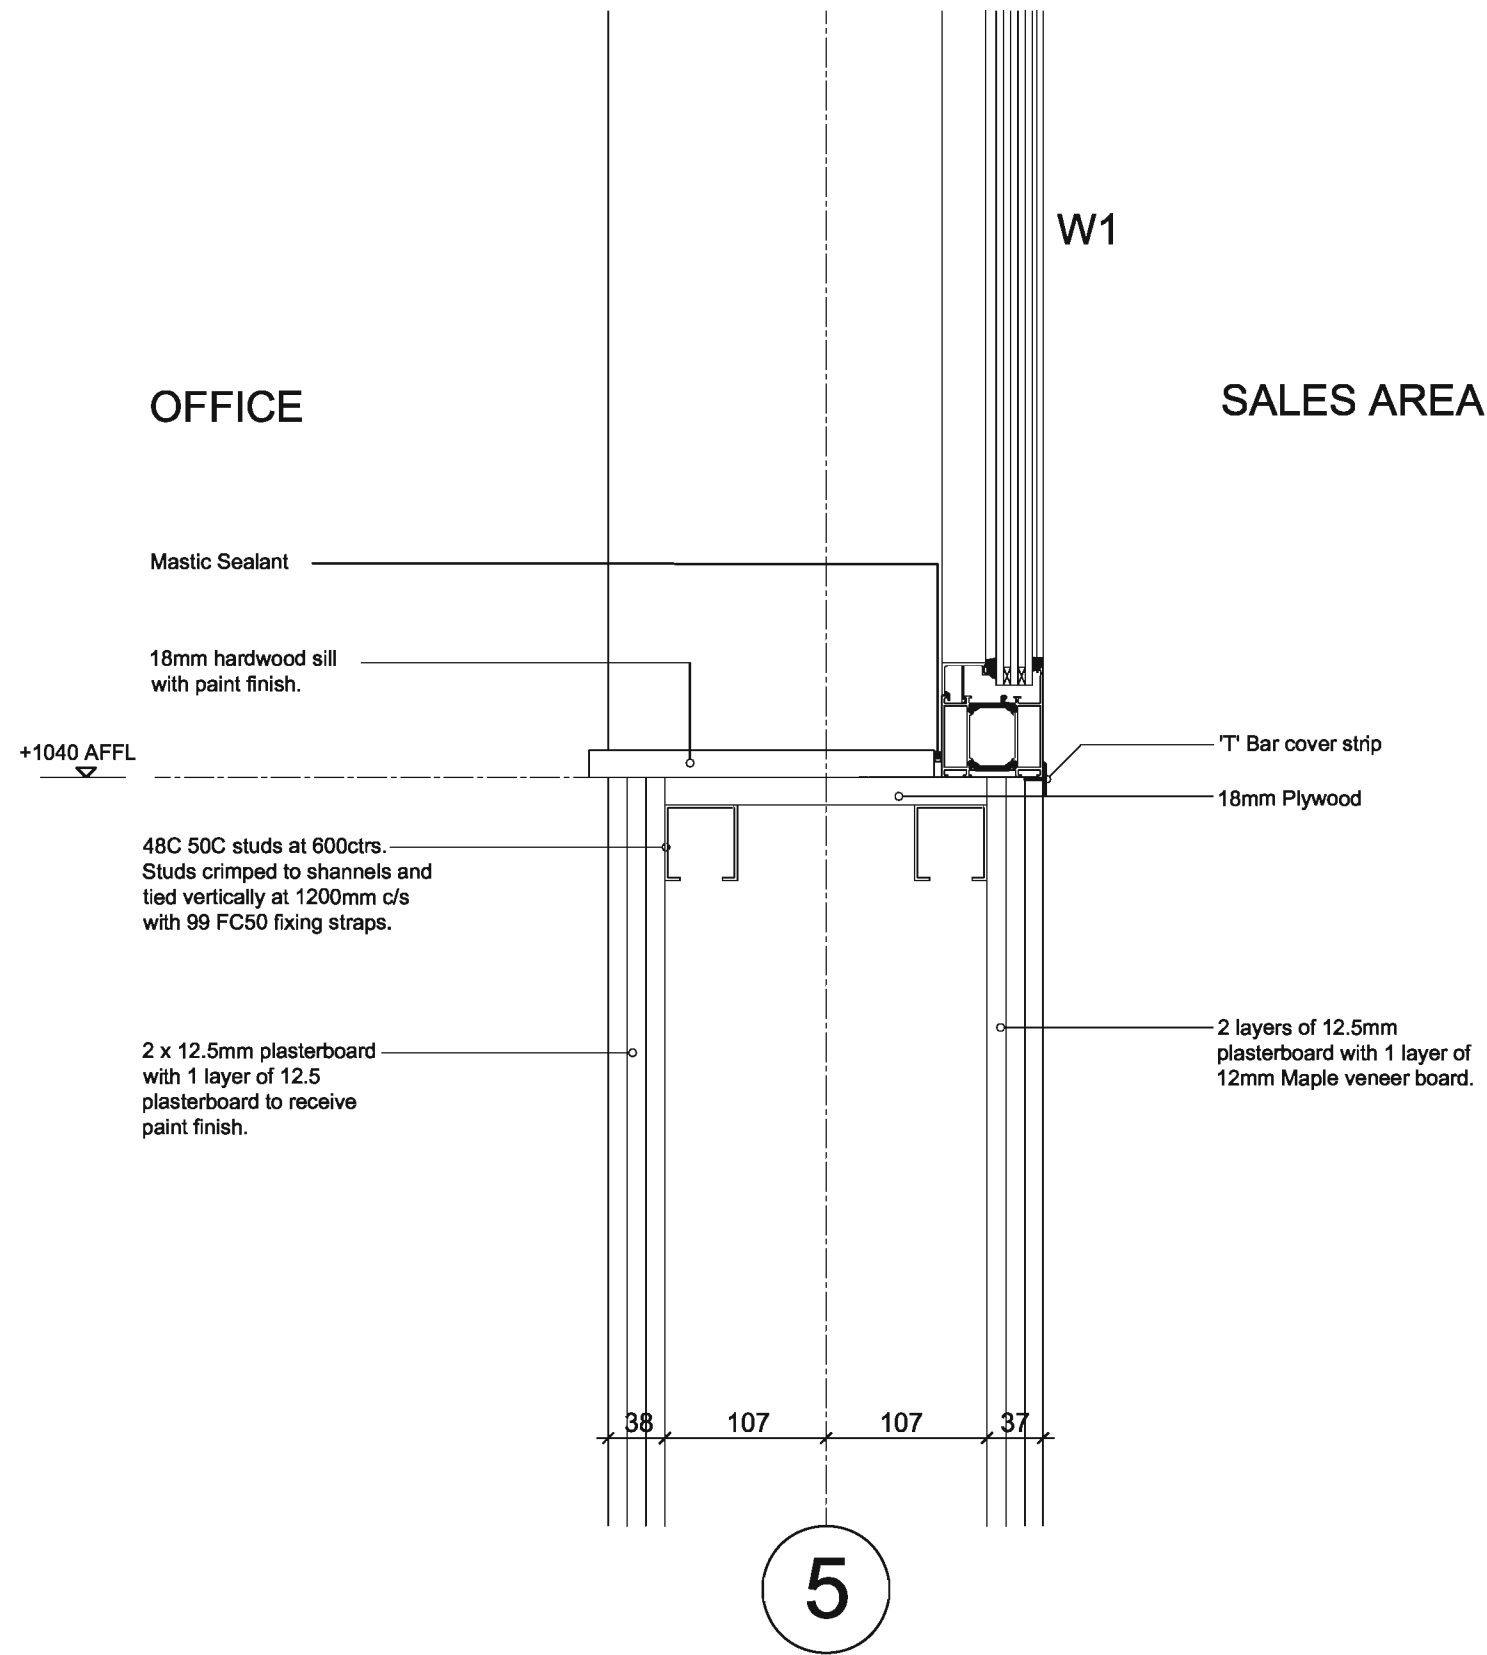 W1
OFFICE
SALES AREA
Mastic Sealant
18mm hardwood sill
with paint finish.
+1040 AFFL
'T' Bar cover strip
18mm Plywood
48C 50C studs at 600ctrs.
Studs crimped to shannels and
tied vertically at 1200mm c/s
with 99 FC50 fixing straps.
2 x 12.5mm plasterboard
with 1 layer of 12.5
plasterboard to receive
paint finish.
2 layers of 12.5mm
plasterboard with 1 layer of
12mm Maple veneer board.
38 107 107 37
5